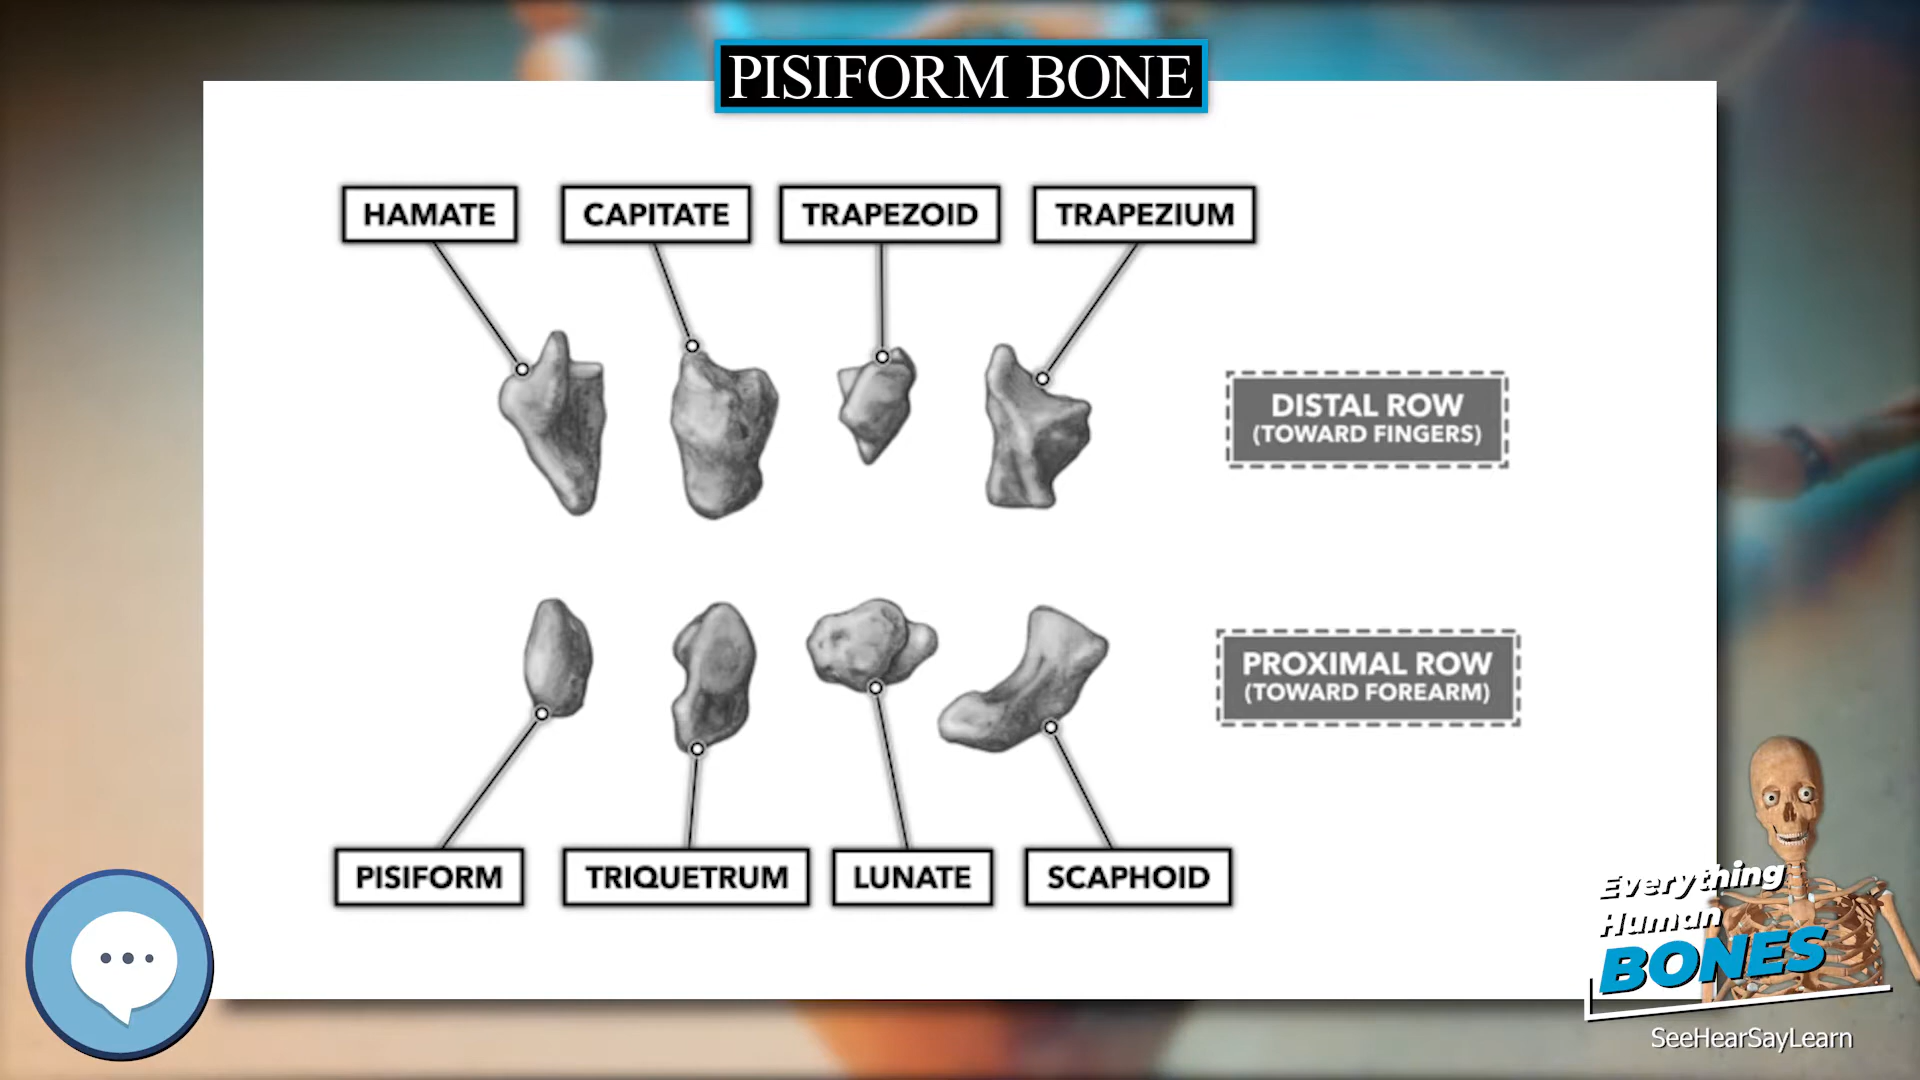 PISIFORM BONE
HAMATE
CAPITATE
TRAPEZOID
TRAPEZIUM
DISTAL ROW
(TOWARD FINGERS)
PROXIMAL ROW
(TOWARD FOREARM)
PISIFORM
TRIQUETRUM
LUNATE
SCAPHOID
Everything
Human
BONES
SeeHearSayLearn